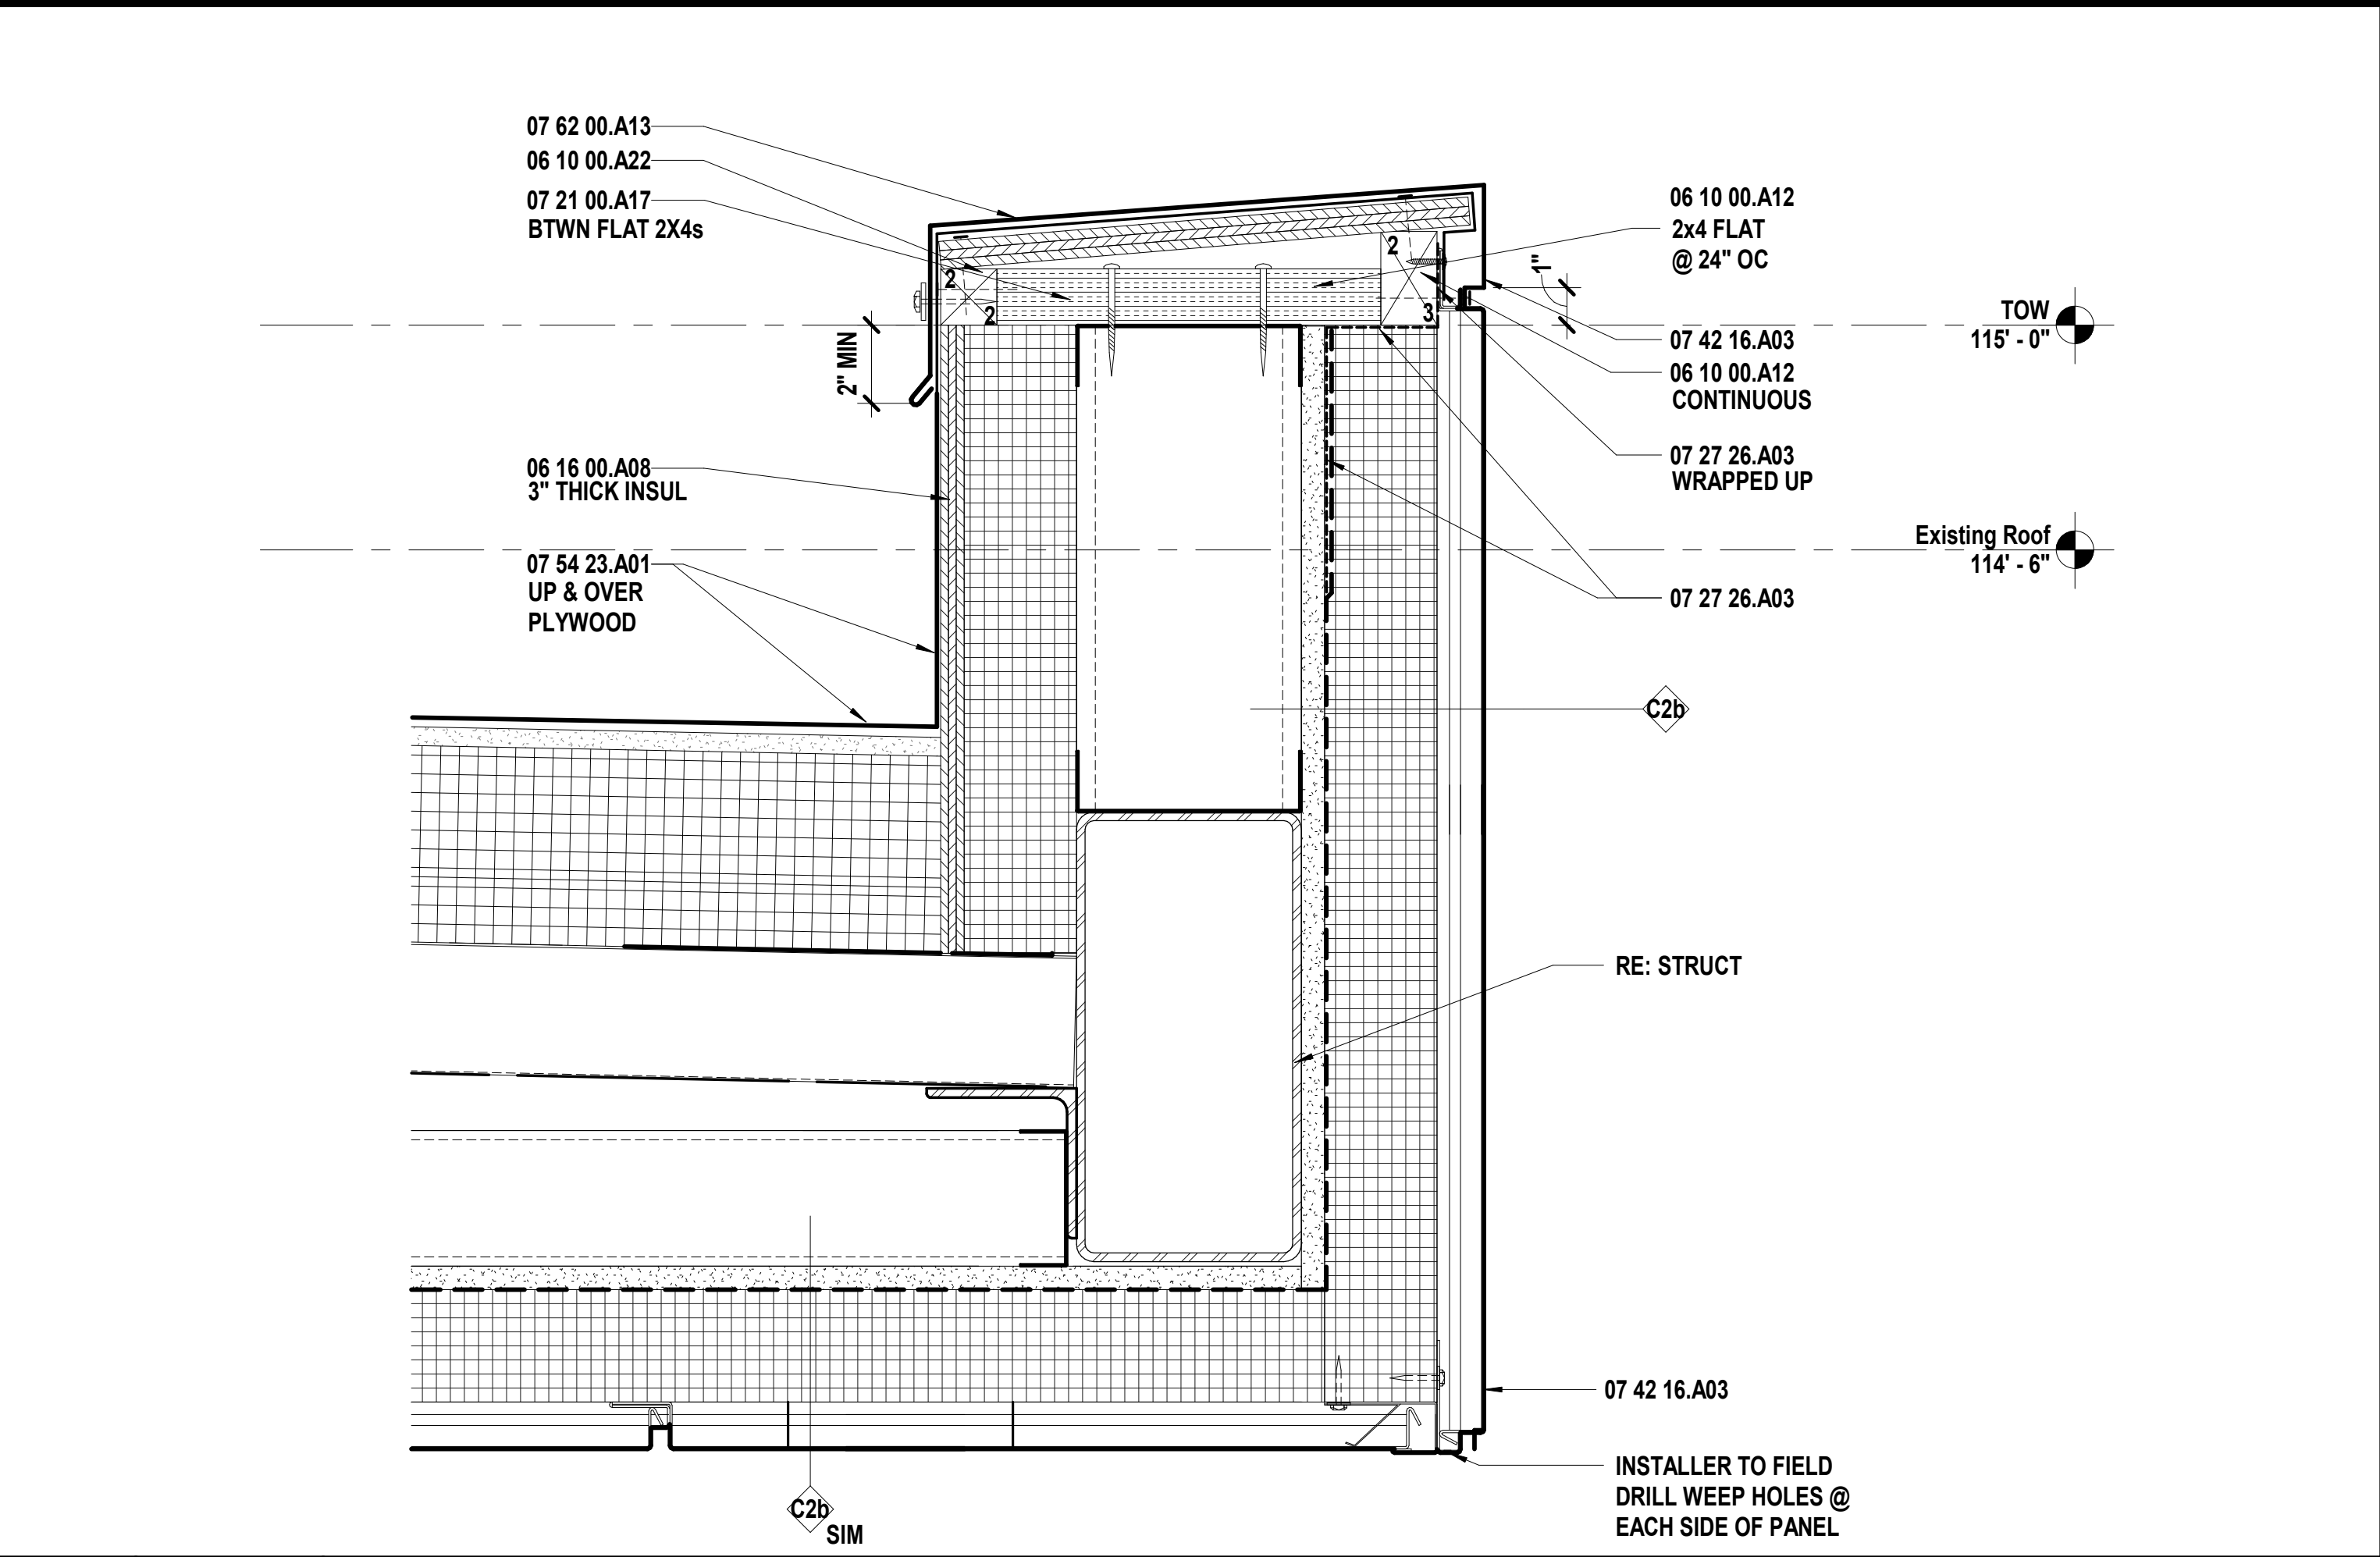 07 62 00.A13
06 10 00.A22
07 21 00.A17
BTWN FLAT 2X4s
06 10 00.A12
2x4 FLAT
@ 24" OC
2
2
2
3
1"
TOW
115' - 0"
07 42 16.A03
06 10 00.A12
CONTINUOUS
2" MIN
07 27 26.A03
WRAPPED UP
06 16 00.A08
3" THICK INSUL
Existing Roof
114' - 6"
07 54 23.A01
UP & OVER
PLYWOOD
07 27 26.A03
C2b
RE: STRUCT
07 42 16.A03
INSTALLER TO FIELD
DRILL WEEP HOLES @
EACH SIDE OF PANEL
C2b
SIM